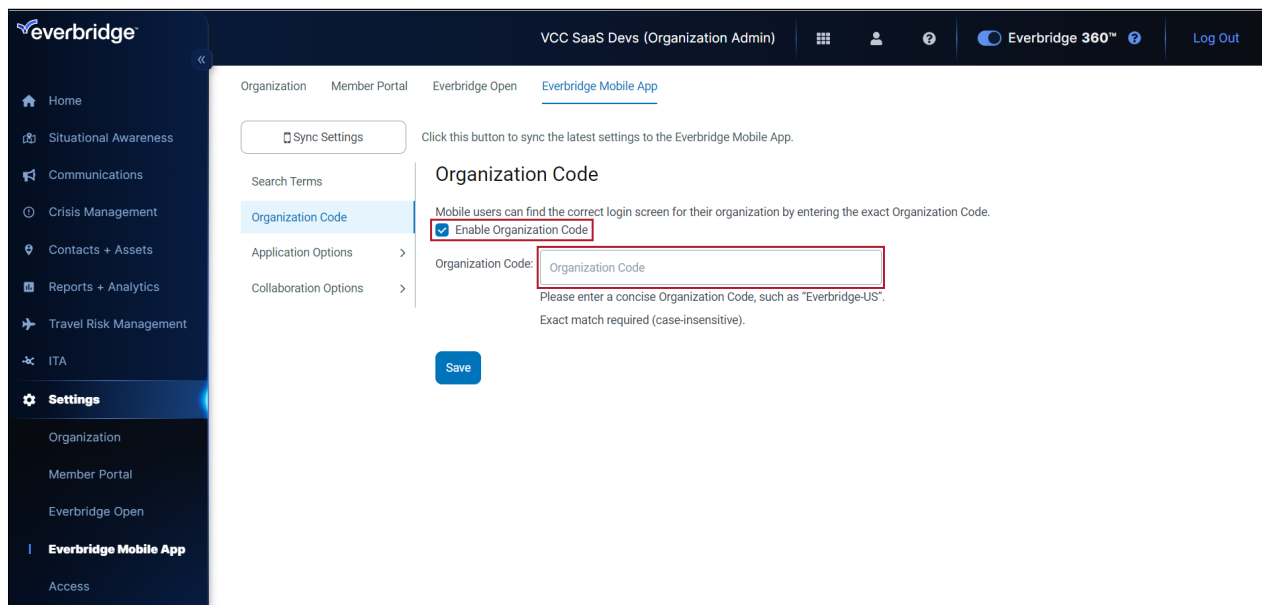 everbridge™
VCC SaaS Devs (Organization Admin)
Everbridge 360™
Log Out
«
Home
Situational Awareness
Communications
Crisis Management
Contacts + Assets
Reports + Analytics
Travel Risk Management
ITA
Settings
Organization
Member Portal
Everbridge Open
Everbridge Mobile App
Access
Organization Member Portal Everbridge Open Everbridge Mobile App
Sync Settings
Click this button to sync the latest settings to the Everbridge Mobile App.
Search Terms
Organization Code
Application Options
Collaboration Options
Organization Code
Mobile users can find the correct login screen for their organization by entering the exact Organization Code.
Enable Organization Code
Organization Code: Organization Code
Please enter a concise Organization Code, such as “Everbridge-US”.
Exact match required (case-insensitive).
Save